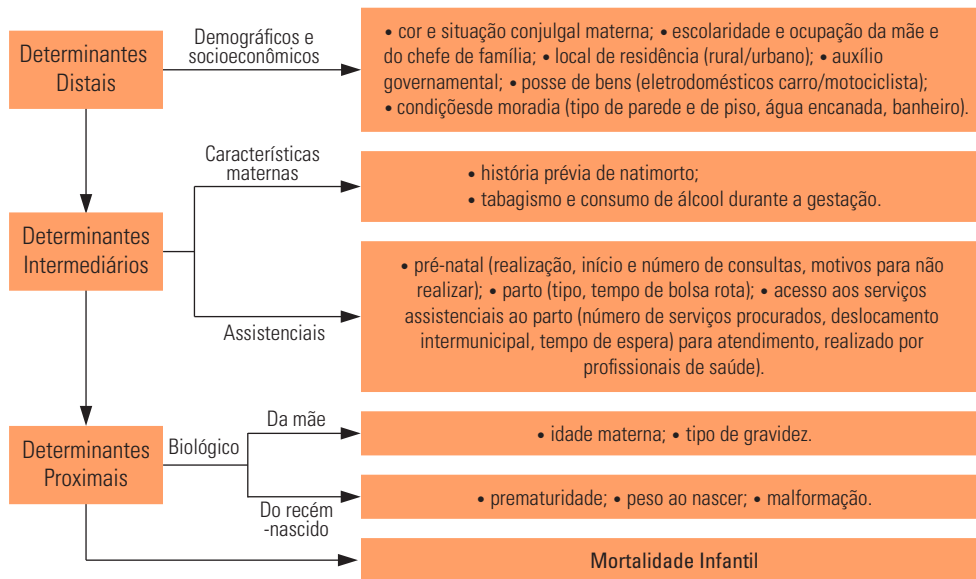 Determinantes
Distais
Demográficos e
socioeconômicos
• cor e situação conjulgal materna; • escolaridade e ocupação da mãe e
do chefe de família; • local de residência (rural/urbano); • auxílio
governamental; • posse de bens (eletrodomésticos carro/motociclista);
• condiçõesde moradia (tipo de parede e de piso, água encanada, banheiro).
Determinantes
Intermediários
Características
maternas
• história prévia de natimorto;
• tabagismo e consumo de álcool durante a gestação.
Assistenciais
• pré-natal (realização, início e número de consultas, motivos para não
realizar); • parto (tipo, tempo de bolsa rota); • acesso aos serviços
assistenciais ao parto (número de serviços procurados, deslocamento
intermunicipal, tempo de espera) para atendimento, realizado por
profissionais de saúde).
Determinantes
Proximais
Biológico
Da mãe
• idade materna; • tipo de gravidez.
Do recém
-nascido
• prematuridade; • peso ao nascer; • malformação.
Mortalidade Infantil